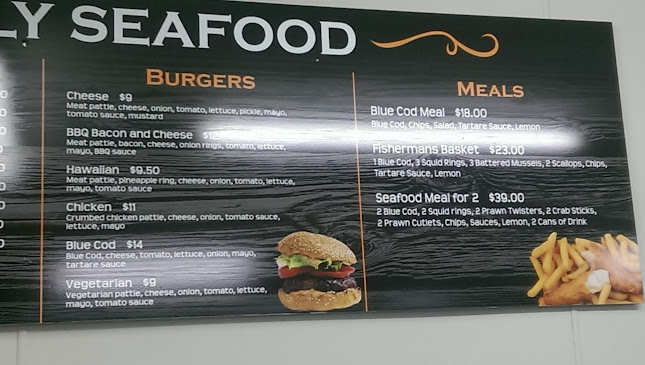 LY SEAFOOD
BURGERS
Cheese $9
Meat pattie, cheese, onion, tomato, lettuce, pickle, mayo,
tomato sauce, mustard
BBQ Bacon and Cheese
Meat pattie, bacon, cheese, onion rings, tomato, lettuce,
mayo, BBQ sauce
Hawaiian $9.50
Meat pattie, pineapple ring, cheese, onion, tomato, lettuce,
mayo, tomato sauce
Chicken $11
Crumbed chicken pattie, cheese, onion, tomato sauce,
lettuce, mayo
Blue Cod $14
Blue Cod, cheese, tomato, lettuce, onion, mayo,
tartare sauce
Vegetarian $9
Vegetarian pattie, cheese, onion, tomato, lettuce,
mayo, tomato sauce
MEALS
Blue Cod Meal $18.00
Blue Cod, Chips, Salad, Tartare Sauce, Lemon
Fishermans Basket $23.00
1 Blue Cod, 3 Squid Rings, 3 Battered Mussels, 2 Scallops, Chips,
Tartare Sauce, Lemon
Seafood Meal for 2 $39.00
2 Blue Cod, 2 Squid rings, 2 Prawn Twisters, 2 Crab Sticks,
2 Prawn Cutlets, Chips, Sauces, Lemon, 2 Cans of Drink